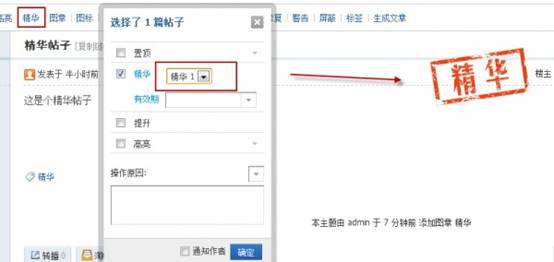 高亮 精华 图章 图标
复 警告 屏蔽 标签 生成文章
选择了 1 篇帖子
精华帖子 [复制链
置顶
发表于 半小时前
精华 精华 1
精华
楼主
这是个精华帖子
有效期
提升
高亮
精华
操作原因:
本主题由 admin 于 7 分钟前 添加图章 精华
转播 0
通知作者 确定